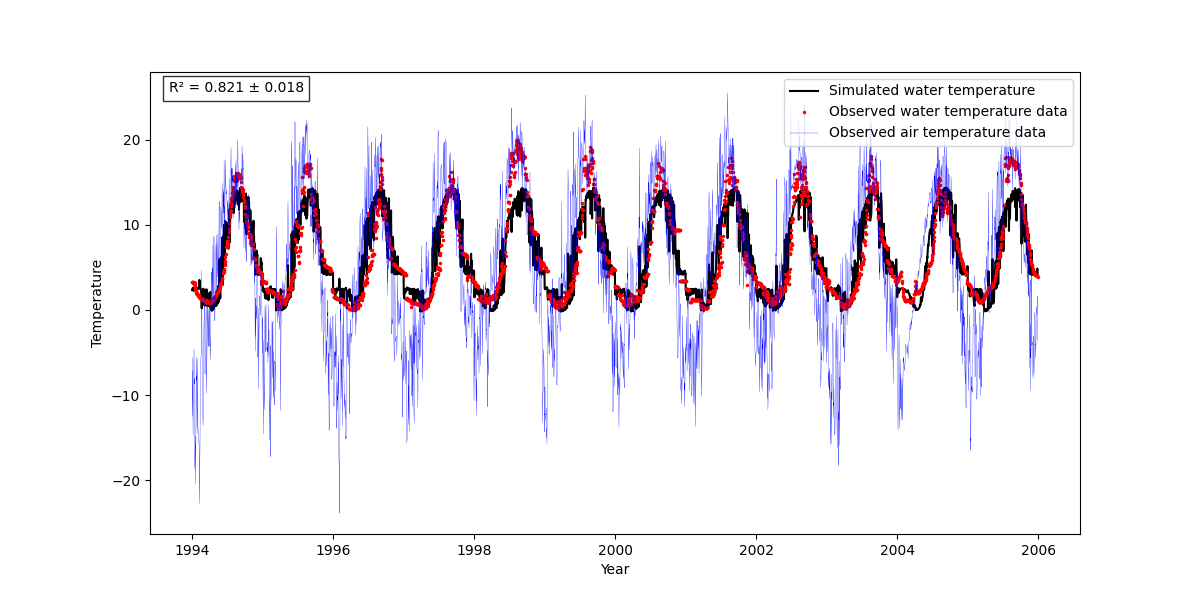 R² = 0.821 ± 0.018
Simulated water temperature
Observed water temperature data
Observed air temperature data
20
10
0
−10
−20
Temperature
1994
1996
1998
2000
2002
2004
2006
Year